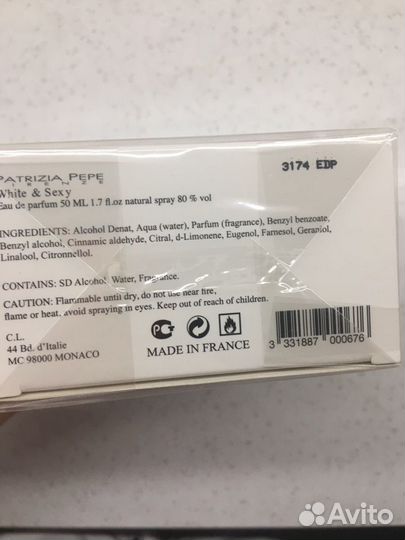 3174 EDP
PATRIZIA PEPE
FIRENZE
White & Sexy
Eau de parfum 50 ML 1.7 fl.oz natural spray 80 % vol
INGREDIENTS: Alcohol Denat, Aqua (water), Parfum (fragrance), Benzyl benzoate,
Benzyl alcohol, Cinnamic aldehyde, Citral, d-Limonene, Eugenol, Farnesol, Geraniol,
Linalool, Citronnellol.
CONTAINS: SD Alcohol, Water, Fragrance.
CAUTION: Flammable until dry, do not use near fire,
flame or heat. avoid spraying in eyes. Keep out of reach of children.
C.L.
44 Bd. d'Italie
MC 98000 MONACO
MADE IN FRANCE
3 331887 000676
Avito